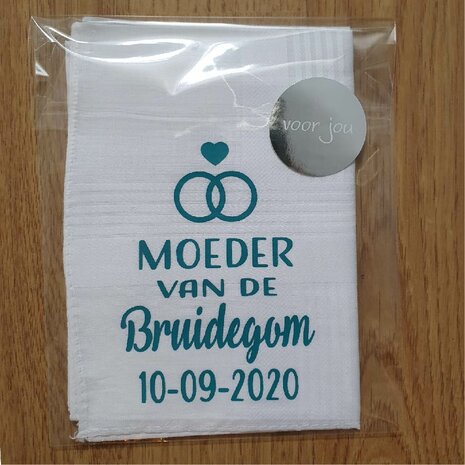 voor jou
MOEDER
VAN DE
Bruidegom
10-09-2020